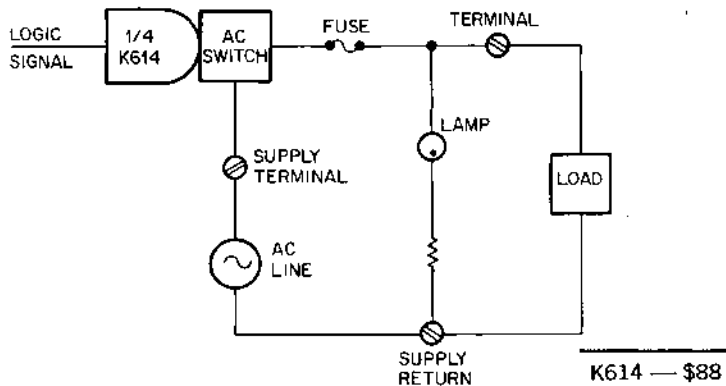 LOGIC
SIGNAL
1/4
K614
AC
SWITCH
FUSE
TERMINAL
LAMP
SUPPLY
TERMINAL
LOAD
AC
LINE
SUPPLY
RETURN
K614 — $88